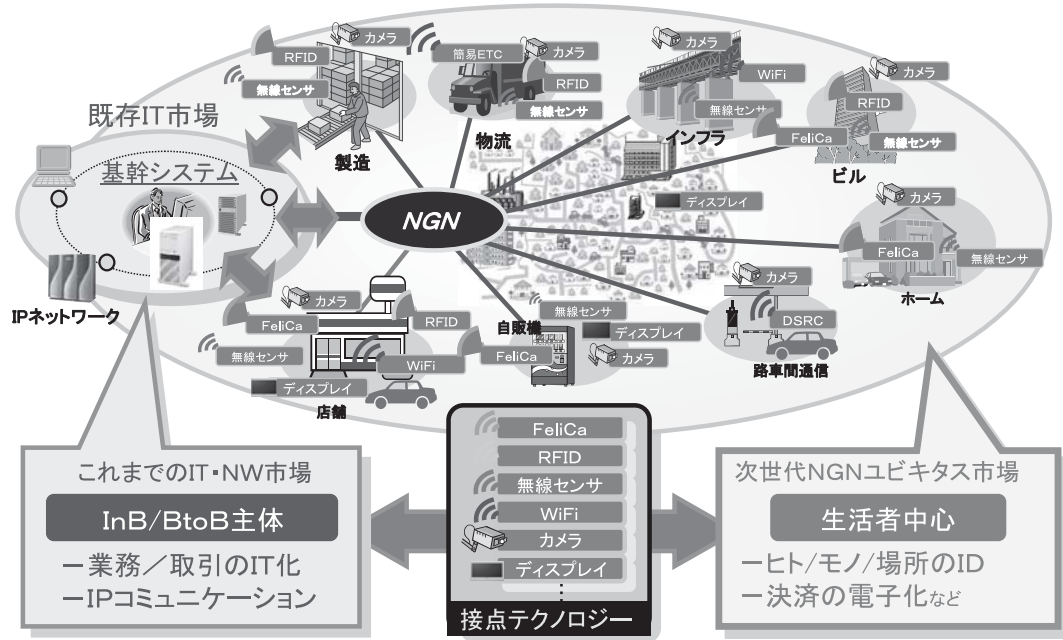 カメラ
RFID
無線センサ
製造
簡易ETC
カメラ
RFID
無線センサ
物流
カメラ
WiFi
無線センサ
インフラ
カメラ
RFID
FeliCa
無線センサ
ビル
既存IT市場
基幹システム
IPネットワーク
NGN
ディスプレイ
カメラ
FeliCa
無線センサ
ホーム
カメラ
FeliCa
RFID
無線センサ
WiFi
ディスプレイ
店舗
無線センサ
自販機
ディスプレイ
FeliCa
カメラ
カメラ
DSRC
路車間通信
これまでのIT・NW市場
InB/BtoB主体
－業務／取引のIT化
－IPコミュニケーション
FeliCa
RFID
無線センサ
WiFi
カメラ
ディスプレイ
接点テクノロジー
次世代NGNユビキタス市場
生活者中心
－ヒト/モノ/場所のID
－決済の電子化など